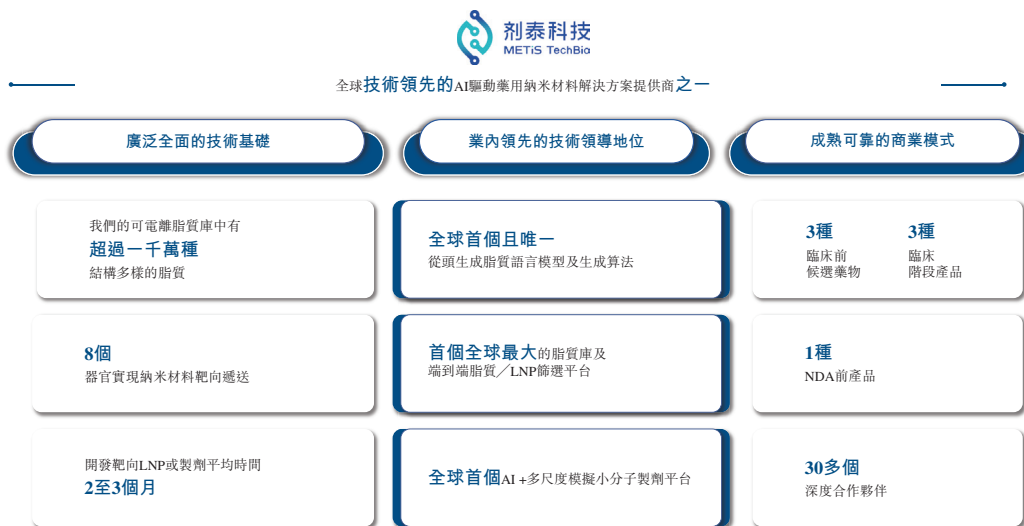 剂泰科技
METiS TechBio
全球技術領先的AI驅動藥用納米材料解決方案提供商之一
廣泛全面的技術基礎
我們的可電離脂質庫中有
超過一千萬種
結構多樣的脂質
8個
器官實現納米材料靶向遞送
開發靶向LNP或製劑平均時間
2至3個月
業內領先的技術領導地位
全球首個且唯一
從頭生成脂質語言模型及生成算法
首個全球最大的脂質庫及
端到端脂質╱LNP篩選平台
全球首個AI +多尺度模擬小分子製劑平台
成熟可靠的商業模式
3種
臨床前
候選藥物
3種
臨床
階段產品
1種
NDA前產品
30多個
深度合作夥伴